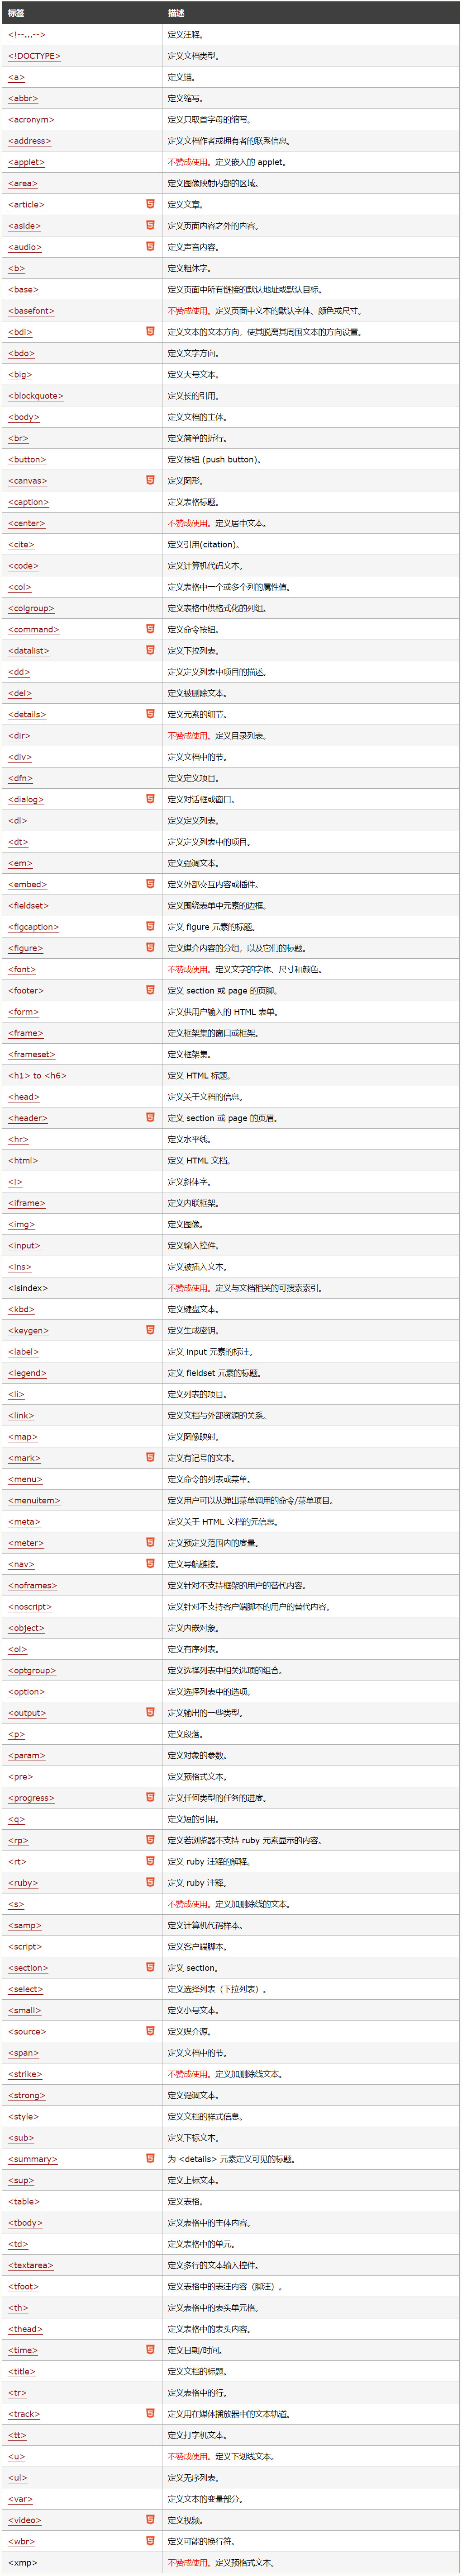 标签 描述
<!--...--> 定义注释。
<!DOCTYPE> 定义文档类型。
<a> 定义锚。
<abbr> 定义缩写。
<acronym> 定义只取首字母的缩写。
<address> 定义文档作者或拥有者的联系信息。
<applet> 不赞成使用。定义嵌入的 applet。
<area> 定义图像映射内部的区域。
<article> 5 定义文章。
<aside> 5 定义页面内容之外的内容。
<audio> 5 定义声音内容。
<b> 定义粗体字。
<base> 定义页面中所有链接的默认地址或默认目标。
<basefont> 不赞成使用。定义页面中文本的默认字体、颜色或尺寸。
<bdi> 5 定义文本的文本方向，使其脱离其周围文本的方向设置。
<bdo> 定义文字方向。
<big> 定义大号文本。
<blockquote> 定义长的引用。
<body> 定义文档的主体。
<br> 定义简单的折行。
<button> 定义按钮 (push button)。
<canvas> 5 定义图形。
<caption> 定义表格标题。
<center> 不赞成使用。定义居中文本。
<cite> 定义引用(citation)。
<code> 定义计算机代码文本。
<col> 定义表格中一个或多个列的属性值。
<colgroup> 定义表格中供格式化的列组。
<command> 5 定义命令按钮。
<datalist> 5 定义下拉列表。
<dd> 定义定义列表中项目的描述。
<del> 定义被删除文本。
<details> 5 定义元素的细节。
<dir> 不赞成使用。定义目录列表。
<div> 定义文档中的节。
<dfn> 定义定义项目。
<dialog> 5 定义对话框或窗口。
<dl> 定义定义列表。
<dt> 定义定义列表中的项目。
<em> 定义强调文本。
<embed> 5 定义外部交互内容或插件。
<fieldset> 定义围绕表单中元素的边框。
<figcaption> 5 定义 figure 元素的标题。
<figure> 5 定义媒介内容的分组，以及它们的标题。
<font> 不赞成使用。定义文字的字体、尺寸和颜色。
<footer> 5 定义 section 或 page 的页脚。
<form> 定义供用户输入的 HTML 表单。
<frame> 定义框架集的窗口或框架。
<frameset> 定义框架集。
<h1> to <h6> 定义 HTML 标题。
<head> 定义关于文档的信息。
<header> 5 定义 section 或 page 的页眉。
<hr> 定义水平线。
<html> 定义 HTML 文档。
<i> 定义斜体字。
<iframe> 定义内联框架。
<img> 定义图像。
<input> 定义输入控件。
<ins> 定义被插入文本。
<isindex> 不赞成使用。定义与文档相关的可搜索索引。
<kbd> 定义键盘文本。
<keygen> 5 定义生成密钥。
<label> 定义 input 元素的标注。
<legend> 定义 fieldset 元素的标题。
<li> 定义列表的项目。
<link> 定义文档与外部资源的关系。
<map> 定义图像映射。
<mark> 5 定义有记号的文本。
<menu> 定义命令的列表或菜单。
<menuitem> 定义用户可以从弹出菜单调用的命令/菜单项目。
<meta> 定义关于 HTML 文档的元信息。
<meter> 5 定义预定义范围内的度量。
<nav> 5 定义导航链接。
<noframes> 定义针对不支持框架的用户的替代内容。
<noscript> 定义针对不支持客户端脚本的用户的替代内容。
<object> 定义内嵌对象。
<ol> 定义有序列表。
<optgroup> 定义选择列表中相关选项的组合。
<option> 定义选择列表中的选项。
<output> 5 定义输出的一些类型。
<p> 定义段落。
<param> 定义对象的参数。
<pre> 定义预格式文本。
<progress> 5 定义任何类型的任务的进度。
<q> 定义短的引用。
<rp> 5 定义若浏览器不支持 ruby 元素显示的内容。
<rt> 5 定义 ruby 注释的解释。
<ruby> 5 定义 ruby 注释。
<s> 不赞成使用。定义加删除线的文本。
<samp> 定义计算机代码样本。
<script> 定义客户端脚本。
<section> 5 定义 section。
<select> 定义选择列表（下拉列表）。
<small> 定义小号文本。
<source> 5 定义媒介源。
<span> 定义文档中的节。
<strike> 不赞成使用。定义加删除线文本。
<strong> 定义强调文本。
<style> 定义文档的样式信息。
<sub> 定义下标文本。
<summary> 5 为 <details> 元素定义可见的标题。
<sup> 定义上标文本。
<table> 定义表格。
<tbody> 定义表格中的主体内容。
<td> 定义表格中的单元。
<textarea> 定义多行的文本输入控件。
<tfoot> 定义表格中的表注内容（脚注）。
<th> 定义表格中的表头单元格。
<thead> 定义表格中的表头内容。
<time> 5 定义日期/时间。
<title> 定义文档的标题。
<tr> 定义表格中的行。
<track> 5 定义用在媒体播放器中的文本轨道。
<tt> 定义打字机文本。
<u> 不赞成使用。定义下划线文本。
<ul> 定义无序列表。
<var> 定义文本的变量部分。
<video> 5 定义视频。
<wbr> 5 定义可能的换行符。
<xmp> 不赞成使用。定义预格式文本。